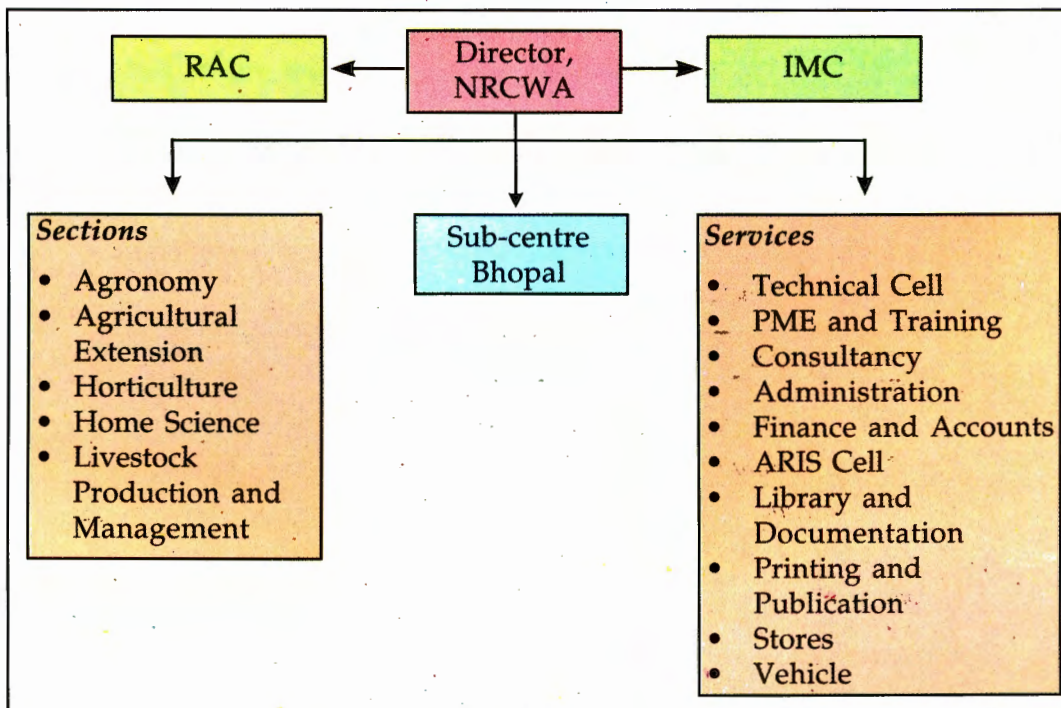 RAC
Director,
NRCWA
IMC
Sections
• Agronomy
• Agricultural
Extension
• Horticulture
• Home Science
• Livestock
Production and
Management
Sub-centre
Bhopal
Services
• Technical Cell
• PME and Training
• Consultancy
• Administration
• Finance and Accounts
• ARIS Cell
• Library and
Documentation
• Printing and
Publication
• Stores
• Vehicle